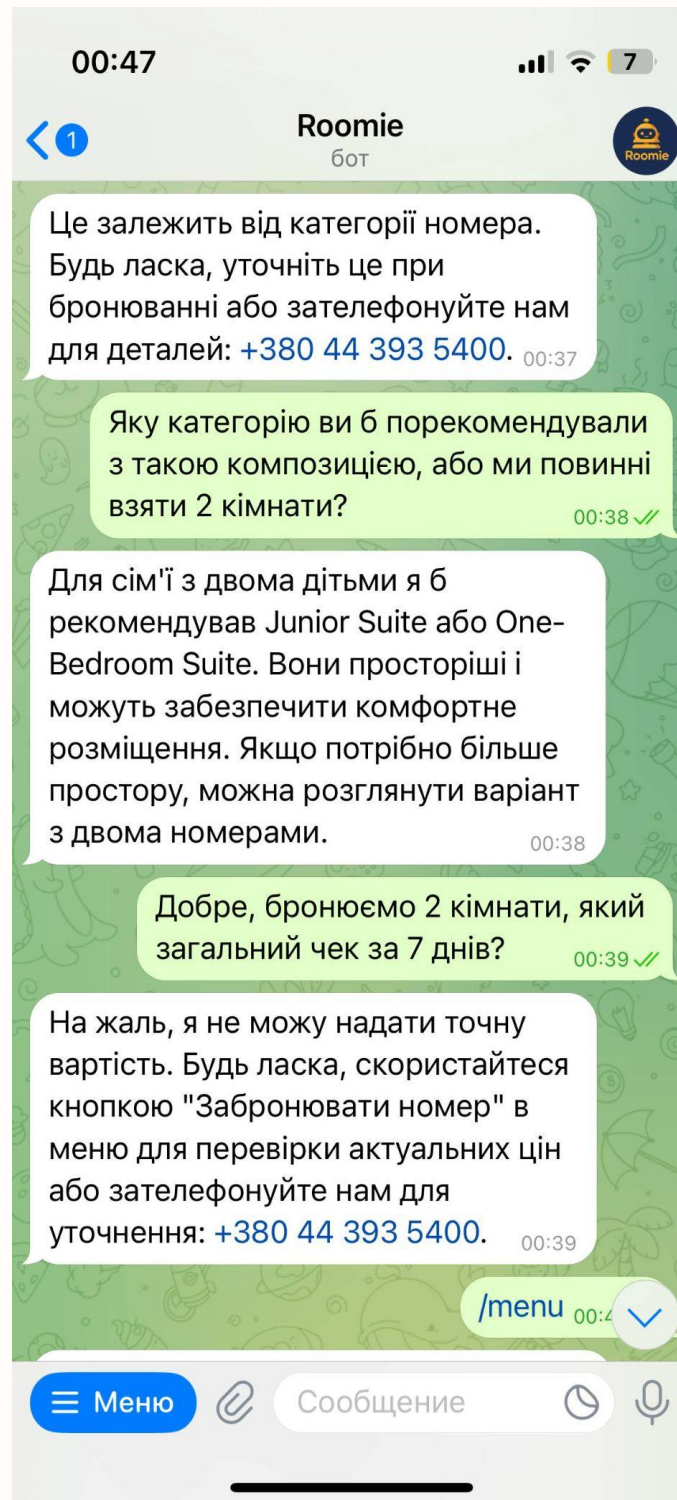 00:47
7
1
Roomie
бот
Roomie
Це залежить від категорії номера.
Будь ласка, уточніть це при
бронюванні або зателефонуйте нам
для деталей: +380 44 393 5400. 00:37
Яку категорію ви б порекомендували
з такою композицією, або ми повинні
взяти 2 кімнати? 00:38
Для сім'ї з двома дітьми я б
рекомендував Junior Suite або One-
Bedroom Suite. Вони просторіші і
можуть забезпечити комфортне
розміщення. Якщо потрібно більше
простору, можна розглянути варіант
з двома номерами. 00:38
Добре, бронюємо 2 кімнати, який
загальний чек за 7 днів? 00:39
На жаль, я не можу надати точну
вартість. Будь ласка, скористайтеся
кнопкою "Забронювати номер" в
меню для перевірки актуальних цін
або зателефонуйте нам для
уточнення: +380 44 393 5400. 00:39
/menu
Меню
Сообщение